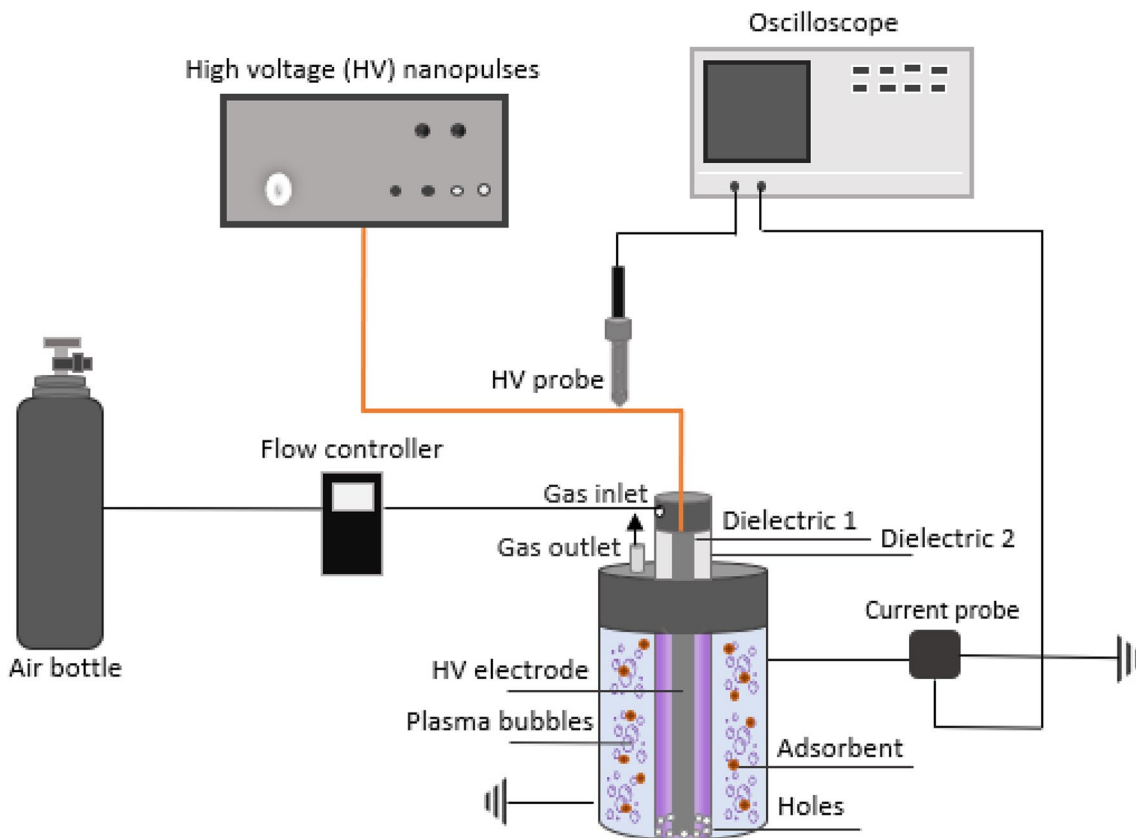 Oscilloscope
High voltage (HV) nanopulses
HV probe
Flow controller
Gas inlet
Dielectric 1
Gas outlet
Dielectric 2
Current probe
Air bottle
HV electrode
Plasma bubbles
Adsorbent
Holes